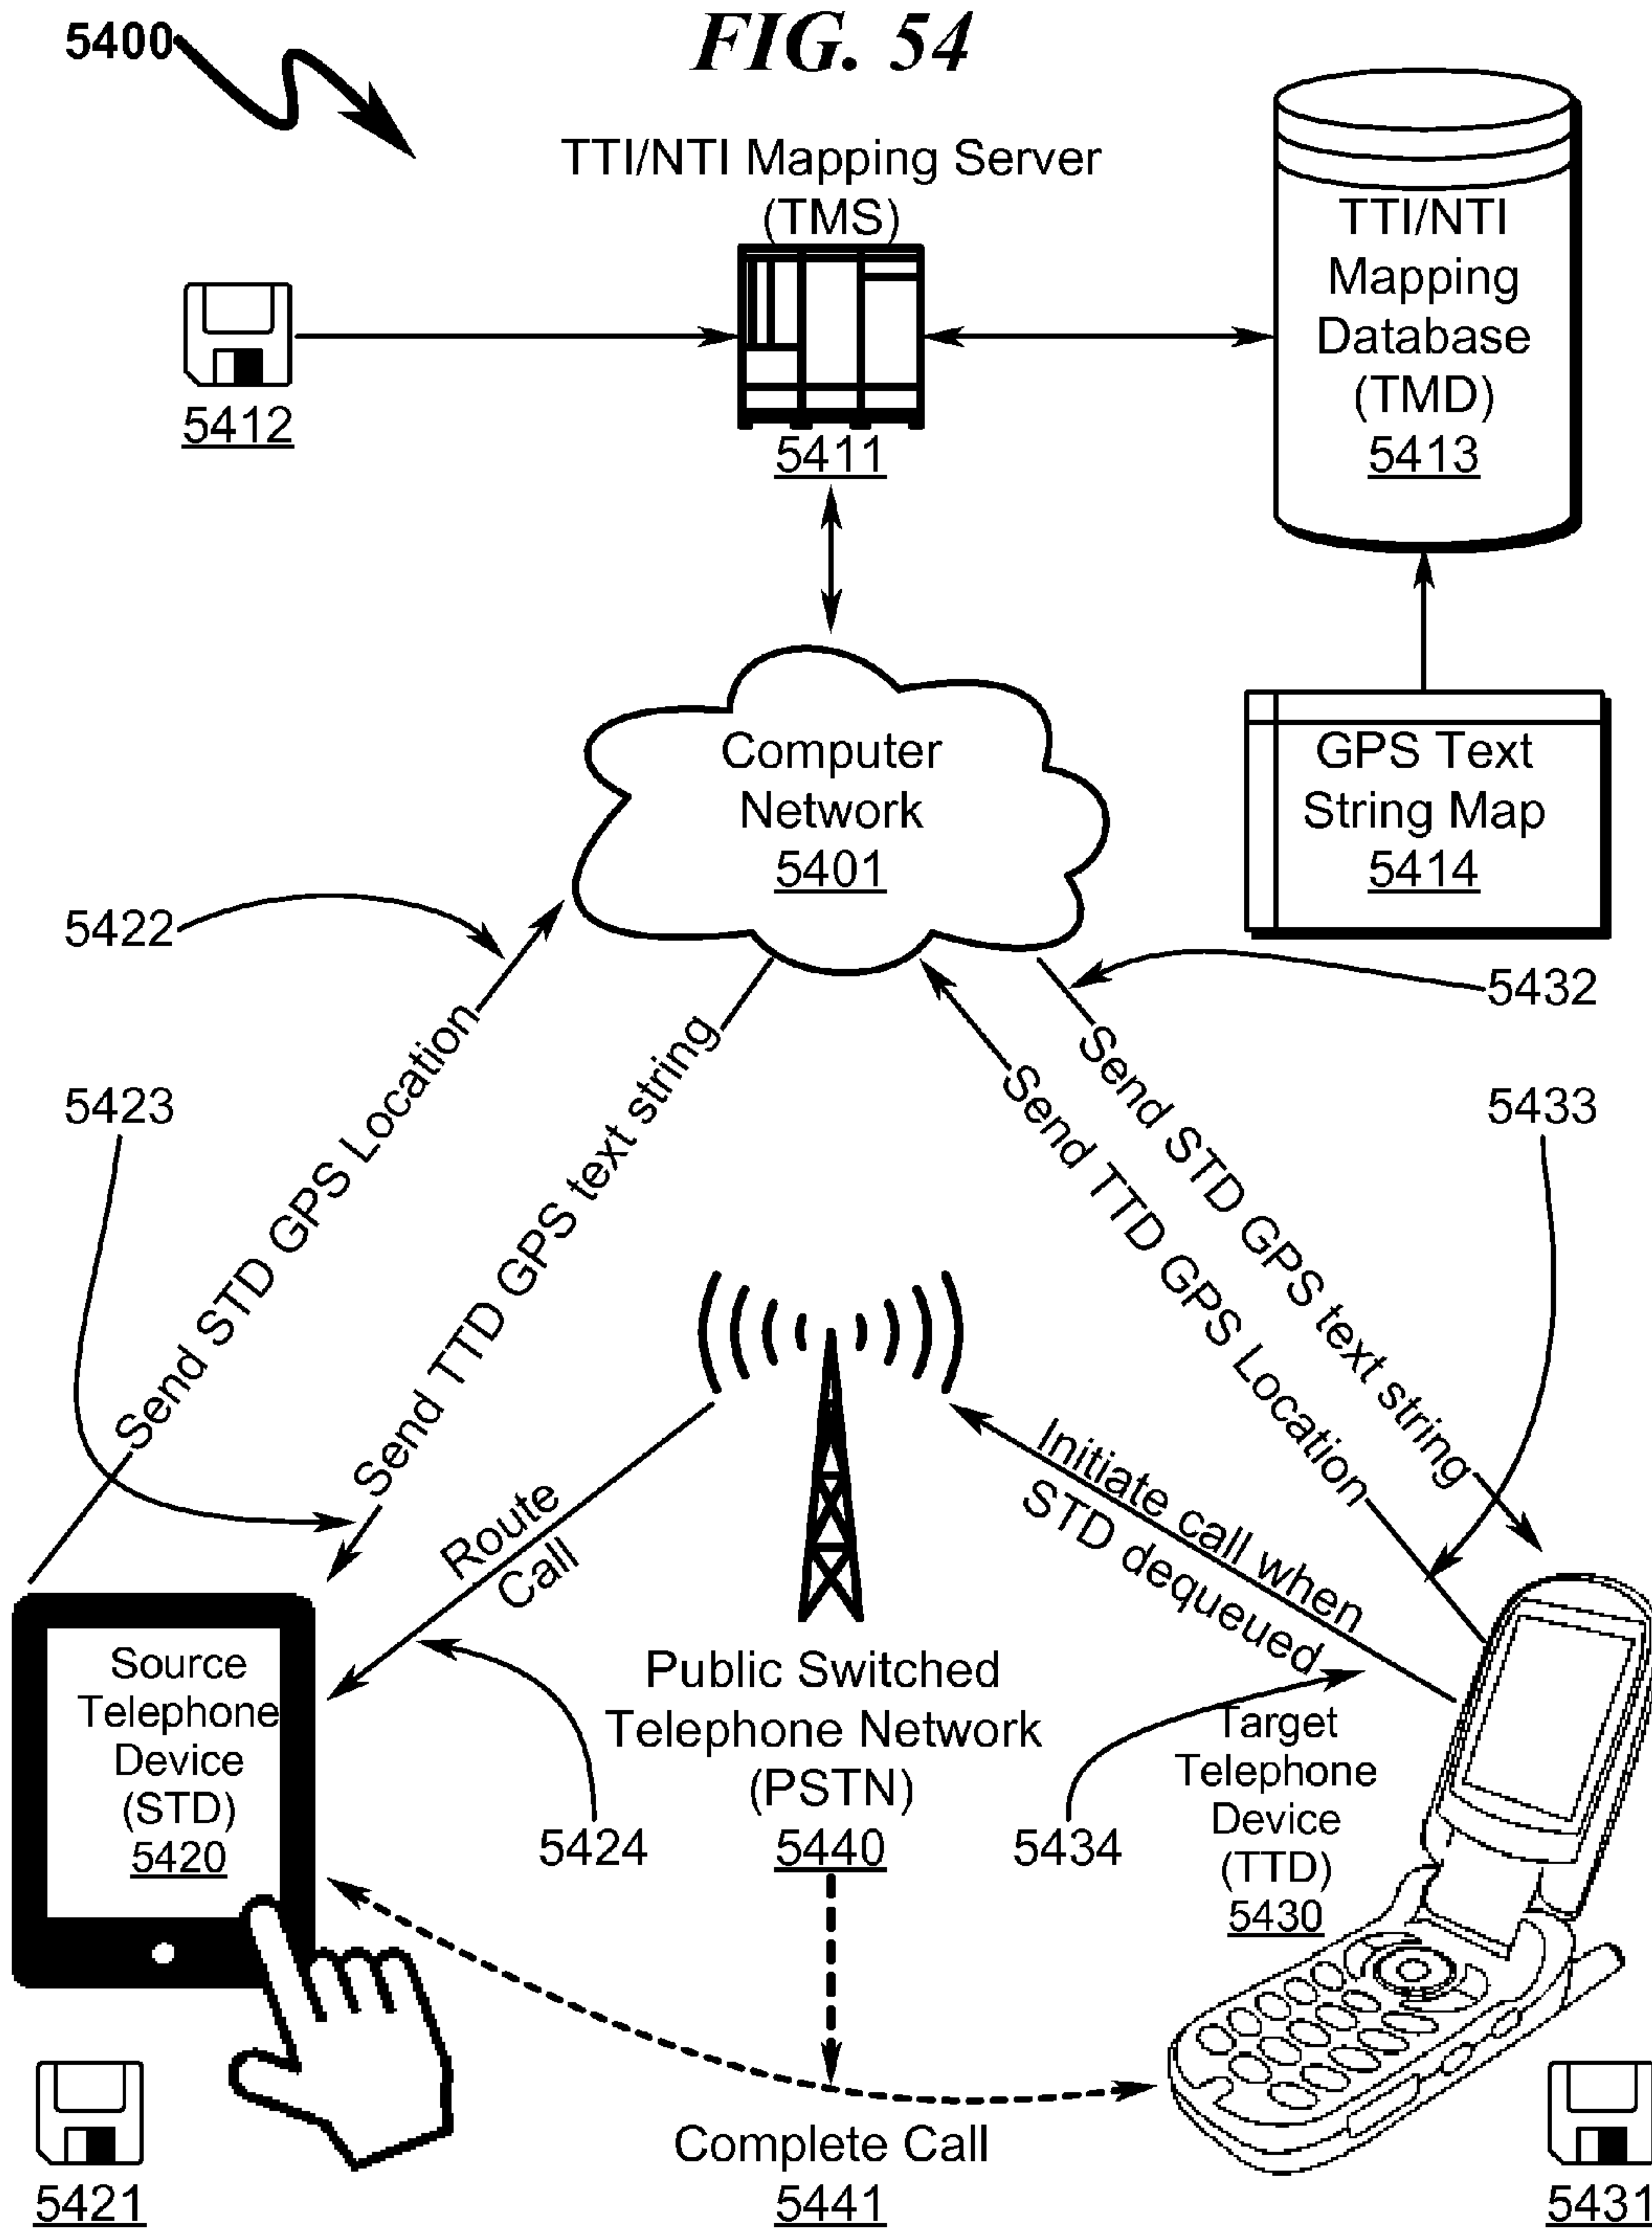 FIG. 54
5400
TTI/NTI Mapping Server
(TMS)
5411
5412
TTI/NTI
Mapping
Database
(TMD)
5413
Computer
Network
5401
GPS Text
String Map
5414
5422
5432
5423
5433
Send STD GPS Location
Send TTD GPS text string
Send STD GPS text string
Send TTD GPS Location
Route
Call
Initiate call when
STD dequeued
Source
Telephone
Device
(STD)
5420
5424
Public Switched
Telephone Network
(PSTN)
5440
5434
Target
Telephone
Device
(TTD)
5430
Complete Call
5441
5421
5431